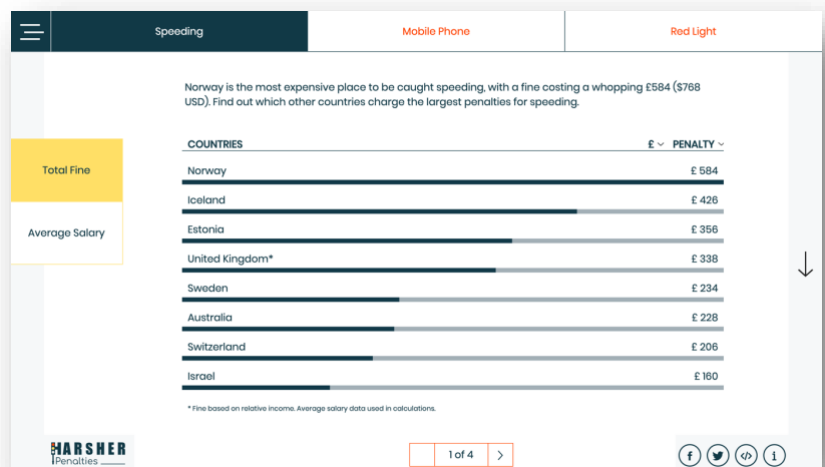 Speeding
Mobile Phone
Red Light
Norway is the most expensive place to be caught speeding, with a fine costing a whopping £584 ($768
USD). Find out which other countries charge the largest penalties for speeding.
Total Fine
Average Salary
COUNTRIES £ PENALTY
Norway £ 584
Iceland £ 426
Estonia £ 356
United Kingdom* £ 338
Sweden £ 234
Australia £ 228
Switzerland £ 206
Israel £ 160
* Fine based on relative income. Average salary data used in calculations.
HARSHER
Penalties
1 of 4